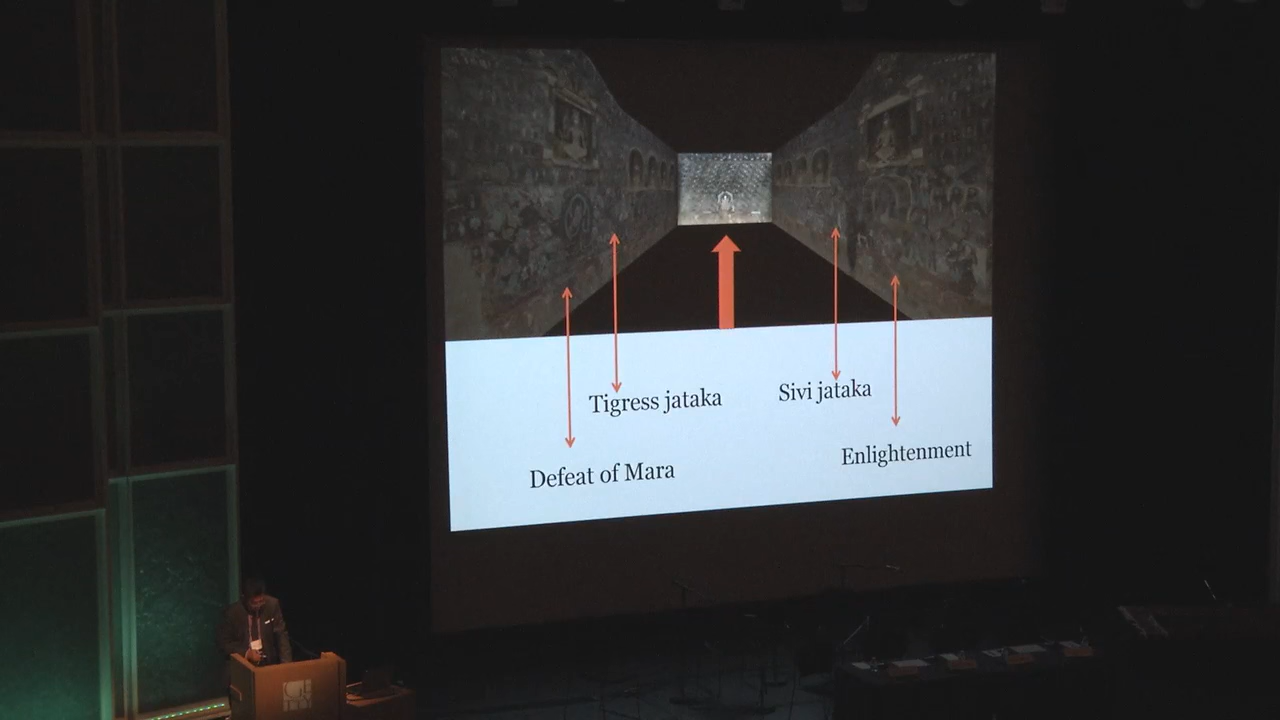 Tigress jataka
Sivi jataka
Defeat of Mara
Enlightenment